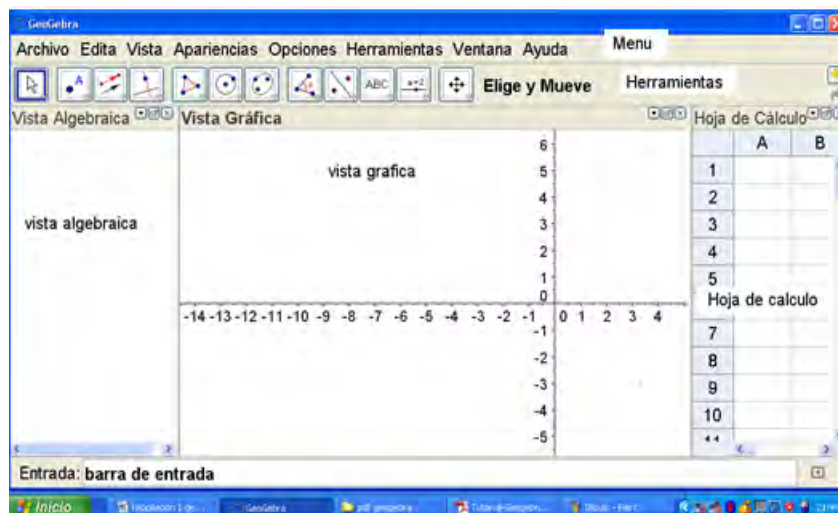 GeoGebra
Archivo Edita Vista Apariencias Opciones Herramientas Ventana Ayuda Menu
ABC a=2 Elige y Mueve Herramientas
Vista Algebraica Vista Gráfica Hoja de Cálculo
A B
vista grafica
vista algebraica
6
5
4
3
2
1
0
-14 -13 -12 -11 -10 -9 -8 -7 -6 -5 -4 -3 -2 -1 0 1 2 3 4
-1
-2
-3
-4
-5
1
2
3
4
5
Hoja de calculo
7
8
9
10
11
Entrada: barra de entrada
Inicio GeoGebra